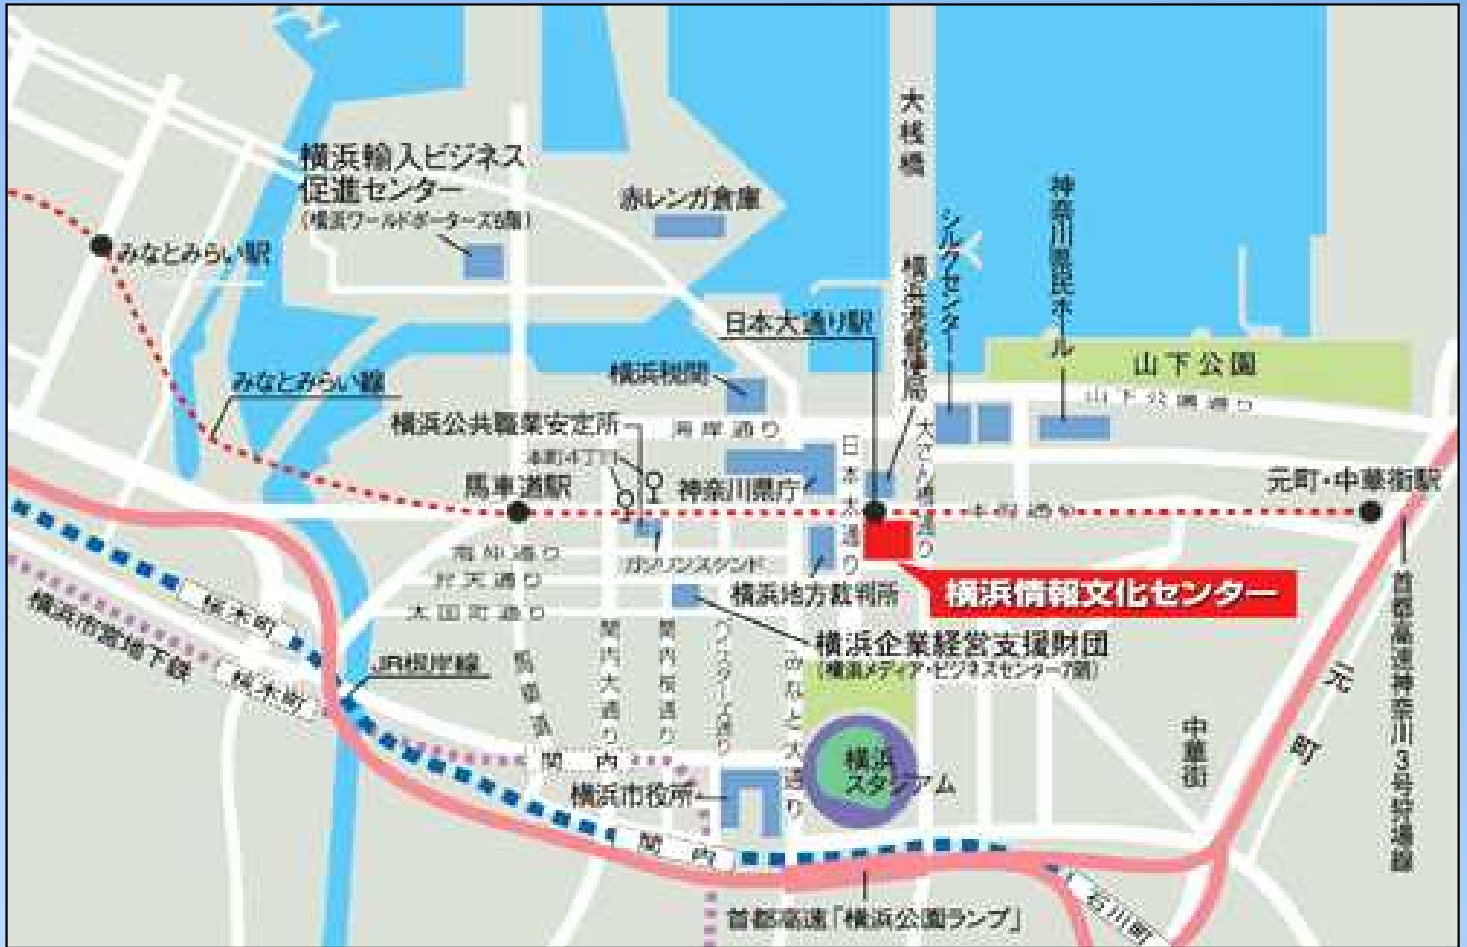 大桟橋
横浜輸入ビジネス
促進センター
(横浜ワールドポーターズ5階)
赤レンガ倉庫
シルクセンター
神奈川県民ホール
みなとみらい駅
横浜港郵便局
日本大通り駅
山下公園
山下公園通り
みなとみらい線
横浜税関
横浜公共職業安定所
海岸通り
本町4丁目
日本大通り
大さん橋通り
馬車道駅
神奈川県庁
元町・中華街駅
本町通り
南仲通り
ガソリンスタンド
弁天通り
横浜地方裁判所
横浜情報文化センター
太田町通り
横浜企業経営支援財団
(横浜メディア・ビジネスセンター7階)
桜木町
横浜市営地下鉄
桜木町
JR根岸線
馬車道
関内大通り
関内桜通り
みなと大通り
元町
中華街
首都高速神奈川3号狩場線
関内
横浜
スタジアム
横浜市役所
関内
石川町
首都高速「横浜公園ランプ」